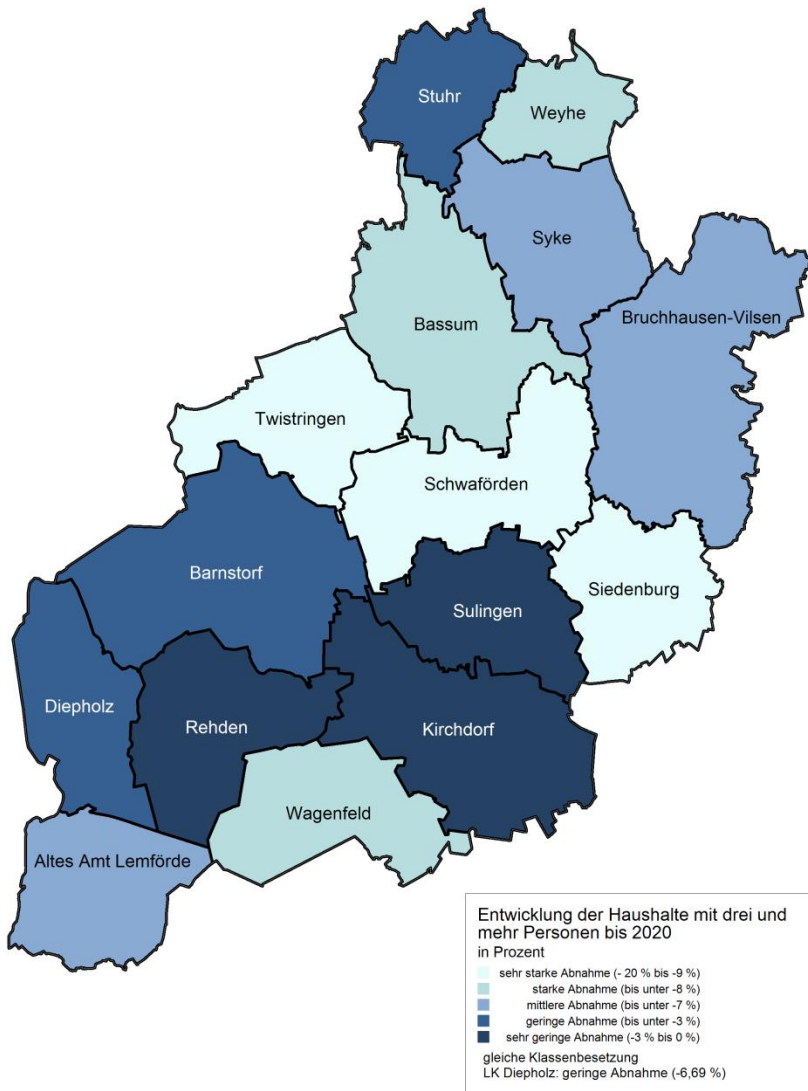 Stuhr
Weyhe
Syke
Bruchhausen-Vilsen
Bassum
Twistringen
Schwaförden
Barnstorf
Siedenburg
Sulingen
Diepholz
Rehden
Kirchdorf
Wagenfeld
Altes Amt Lemförde
Entwicklung der Haushalte mit drei und
mehr Personen bis 2020
in Prozent
sehr starke Abnahme (- 20 % bis -9 %)
starke Abnahme (bis unter -8 %)
mittlere Abnahme (bis unter -7 %)
geringe Abnahme (bis unter -3 %)
sehr geringe Abnahme (-3 % bis 0 %)
gleiche Klassenbesetzung
LK Diepholz: geringe Abnahme (-6,69 %)